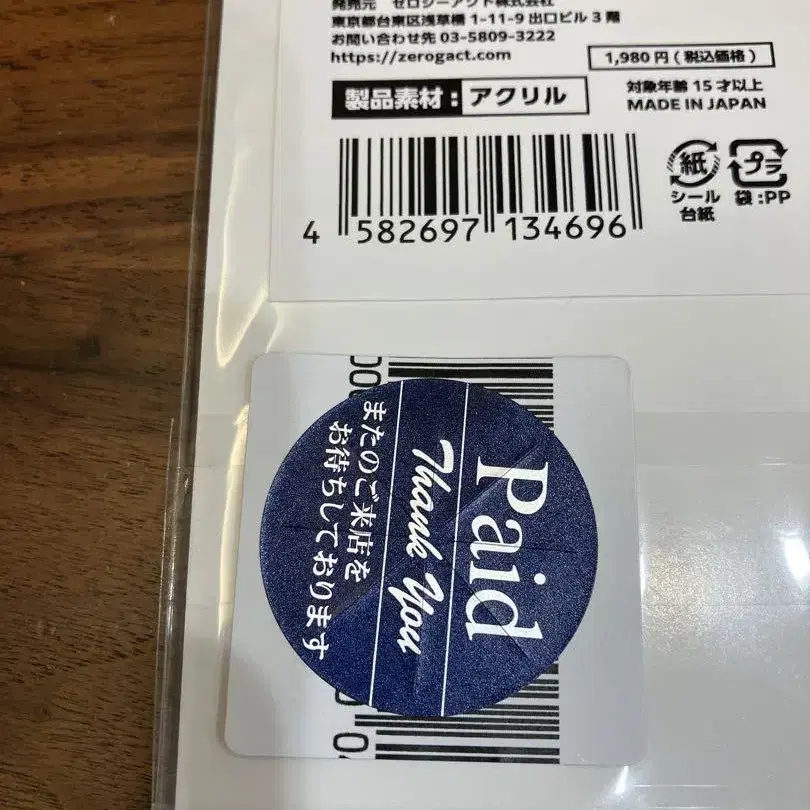 発売元 ゼロジーアクト株式会社
東京都台東区浅草橋 1-11-9 出口ビル 3 階
お問い合わせ先 03-5809-3222
https://zerogact.com
1,980 円 ( 税込価格 )
製品素材：アクリル
対象年齢 15 才以上
MADE IN JAPAN
4 582697 134696
紙
シール
台紙
プラ
袋 :PP
Paid
Thank You
またのご来店を
お待ちしております